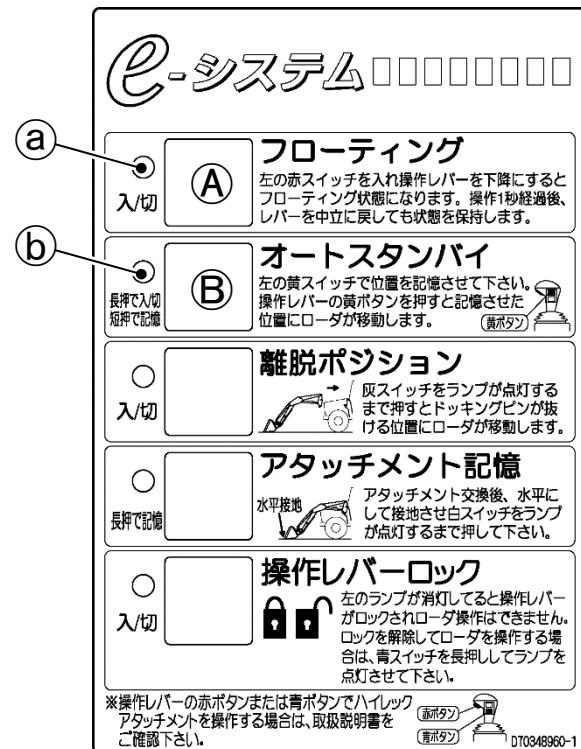 e-システム□□□□□□□□
ⓐ
入/切
Ⓐ
フローティング
左の赤スイッチを入れ操作レバーを下降にすると
フローティング状態になります。操作1秒経過後、
レバーを中立に戻しても状態を保持します。
ⓑ
長押で入/切
短押で記憶
Ⓑ
オートスタンバイ
左の黄スイッチで位置を記憶させて下さい。
操作レバーの黄ボタンを押すと記憶させた
位置にローダが移動します。
黄ボタン
入/切
離脱ポジション
灰スイッチをランプが点灯する
まで押すとドッキングピンが抜
ける位置にローダが移動します。
長押で記憶
アタッチメント記憶
水平接地
アタッチメント交換後、水平に
して接地させ白スイッチをランプ
が点灯するまで押して下さい。
入/切
操作レバーロック
左のランプが消灯してると操作レバー
がロックされローダ操作はできません。
ロックを解除してローダを操作する場
合は、青スイッチを長押ししてランプを
点灯させて下さい。
※操作レバーの赤ボタンまたは青ボタンでハイレック
アタッチメントを操作する場合は、取扱説明書を
ご確認下さい。
赤ボタン
青ボタン
DT0348960-1